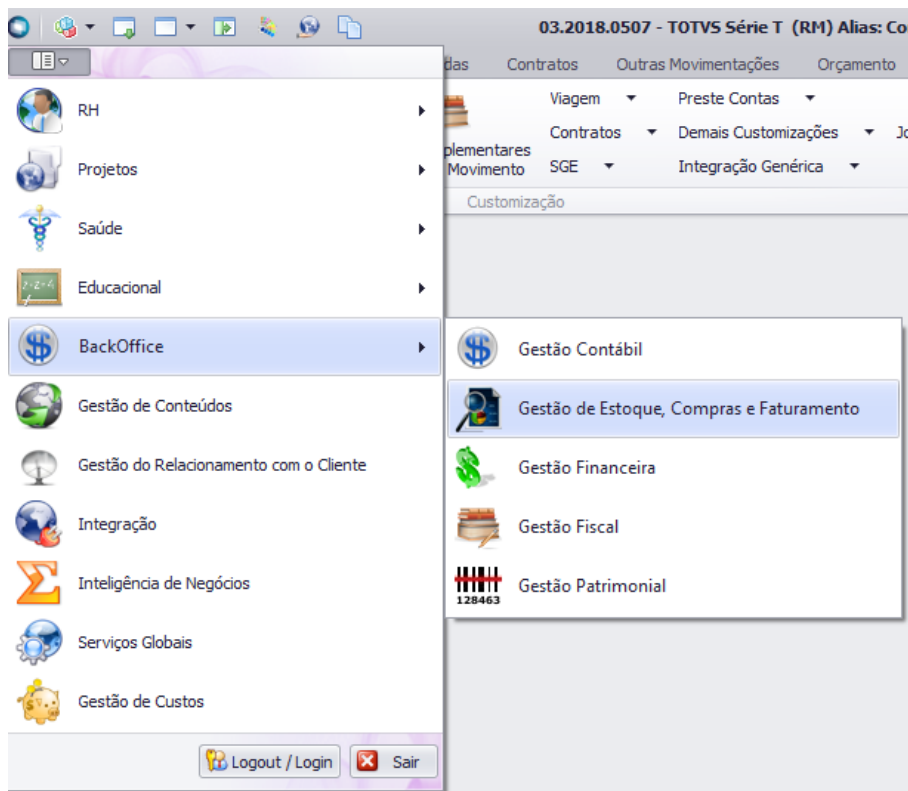 03.2018.0507 - TOTVS Série T (RM) Alias: Co
das Contratos Outras Movimentações Orçamento
Viagem Preste Contas
Contratos Demais Customizações Jo
plementares
Movimento SGE Integração Genérica
Customização
RH
Projetos
Saúde
Educacional
BackOffice
Gestão de Conteúdos
Gestão do Relacionamento com o Cliente
Integração
Inteligência de Negócios
Serviços Globais
Gestão de Custos
Logout / Login Sair
Gestão Contábil
Gestão de Estoque, Compras e Faturamento
Gestão Financeira
Gestão Fiscal
128463
Gestão Patrimonial